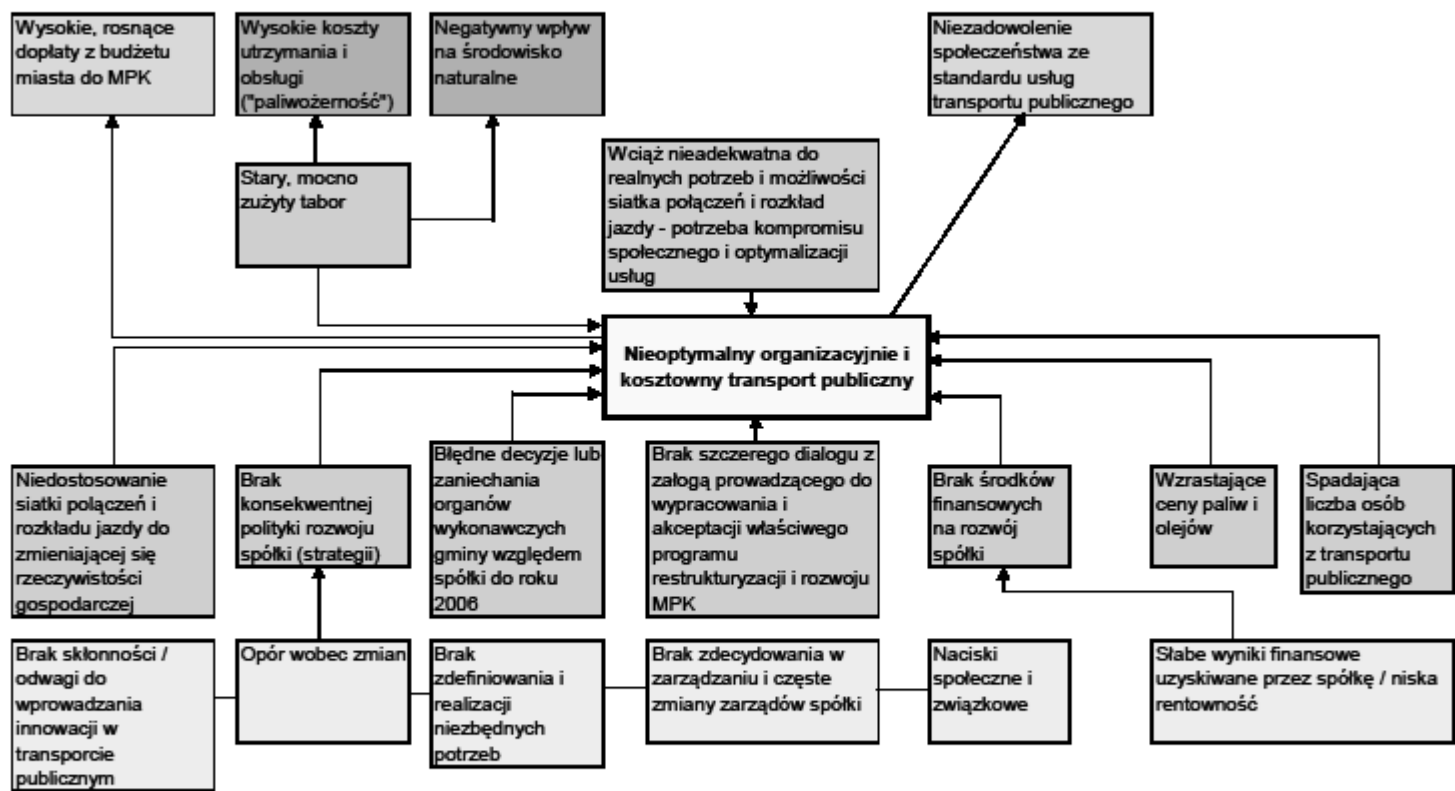 Wysokie, rosnące
dopłaty z budżetu
miasta do MPK
Wysokie koszty
utrzymania i
obsługi
("paliwożerność")
Negatywny wpływ
na środowisko
naturalne
Niezadowolenie
społeczeństwa ze
standardu usług
transportu publicznego
Stary, mocno
zużyty tabor
Wciąż nieadekwatna do
realnych potrzeb i możliwości
siatka połączeń i rozkład
jazdy - potrzeba kompromisu
społecznego i optymalizacji
usług
Nieoptymalny organizacyjnie i
kosztowny transport publiczny
Niedostosowanie
siatki połączeń i
rozkładu jazdy do
zmieniającej się
rzeczywistości
gospodarczej
Brak
konsekwentnej
polityki rozwoju
spółki (strategii)
Błędne decyzje lub
zaniechania
organów
wykonawczych
gminy względem
spółki do roku
2006
Brak szczerego dialogu z
załogą prowadzącego do
wypracowania i
akceptacji właściwego
programu
restrukturyzacji i rozwoju
MPK
Brak środków
finansowych
na rozwój
spółki
Wzrastające
ceny paliw i
olejów
Spadająca
liczba osób
korzystających
z transportu
publicznego
Brak skłonności /
odwagi do
wprowadzania
innowacji w
transporcie
publicznym
Opór wobec zmian
Brak
zdefiniowania i
realizacji
niezbędnych
potrzeb
Brak zdecydowania w
zarządzaniu i częste
zmiany zarządów spółki
Naciski
społeczne i
związkowe
Słabe wyniki finansowe
uzyskiwane przez spółkę / niska
rentowność